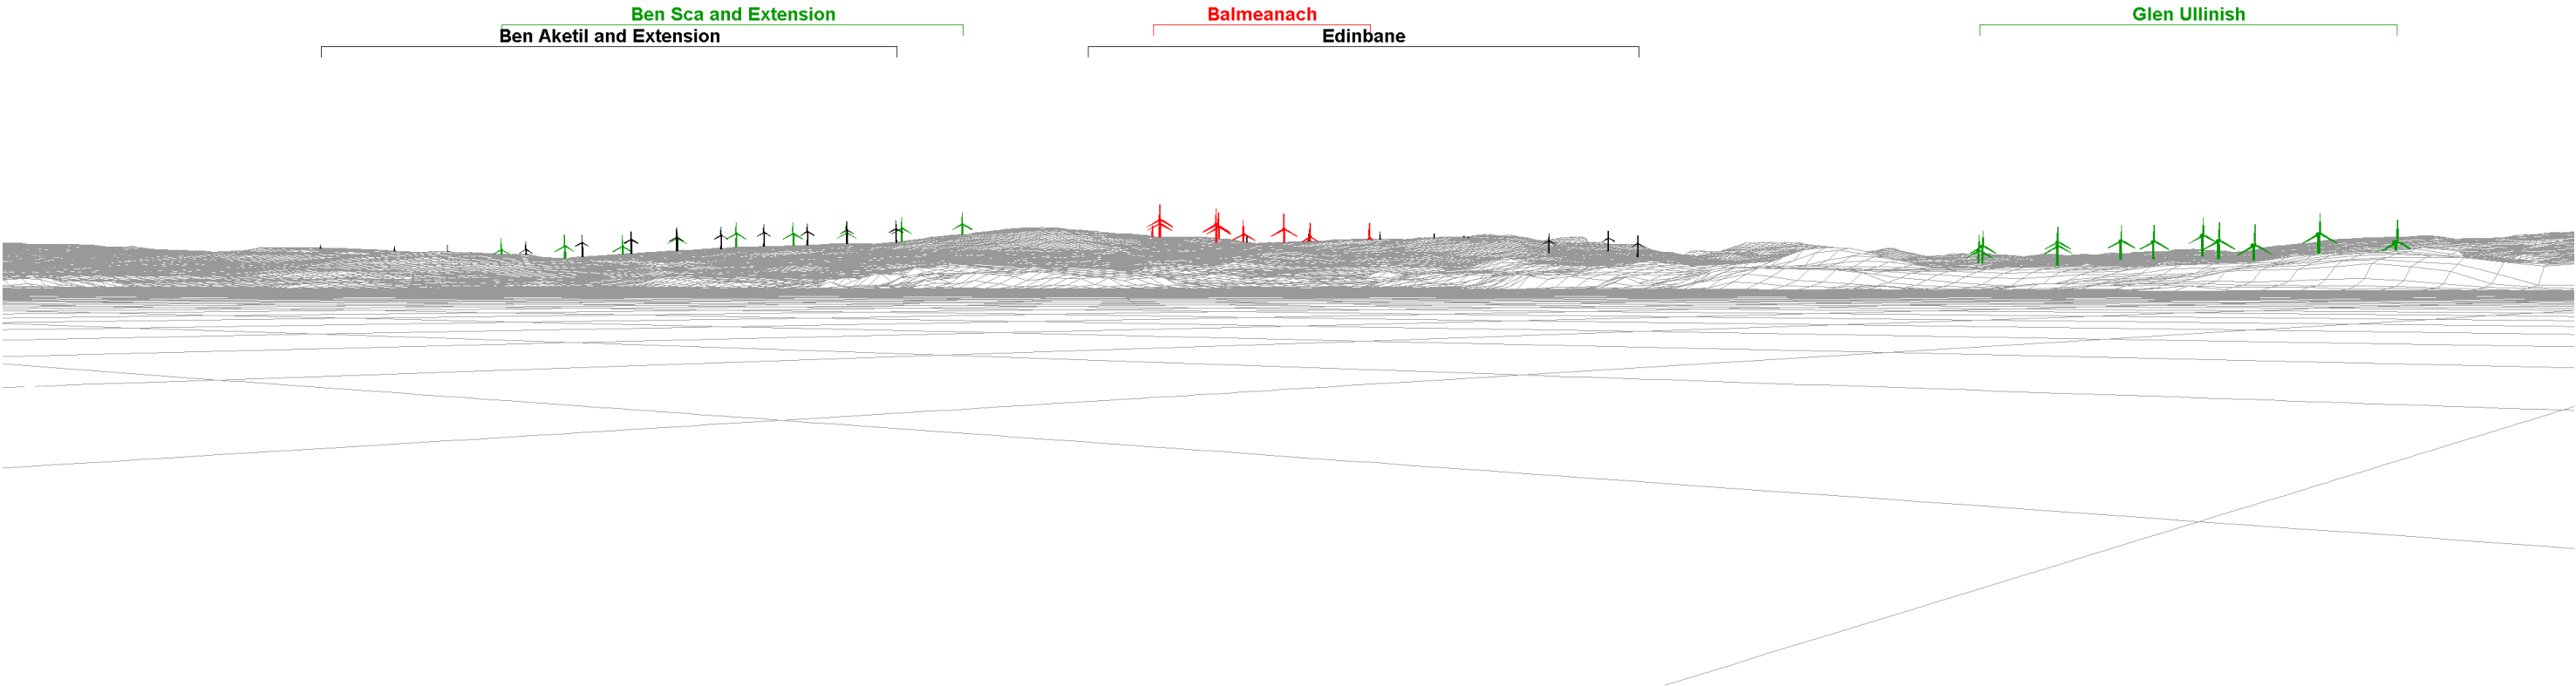 Ben Sca and Extension
Balmeanach
Glen Ullinish
Ben Aketil and Extension
Edinbane